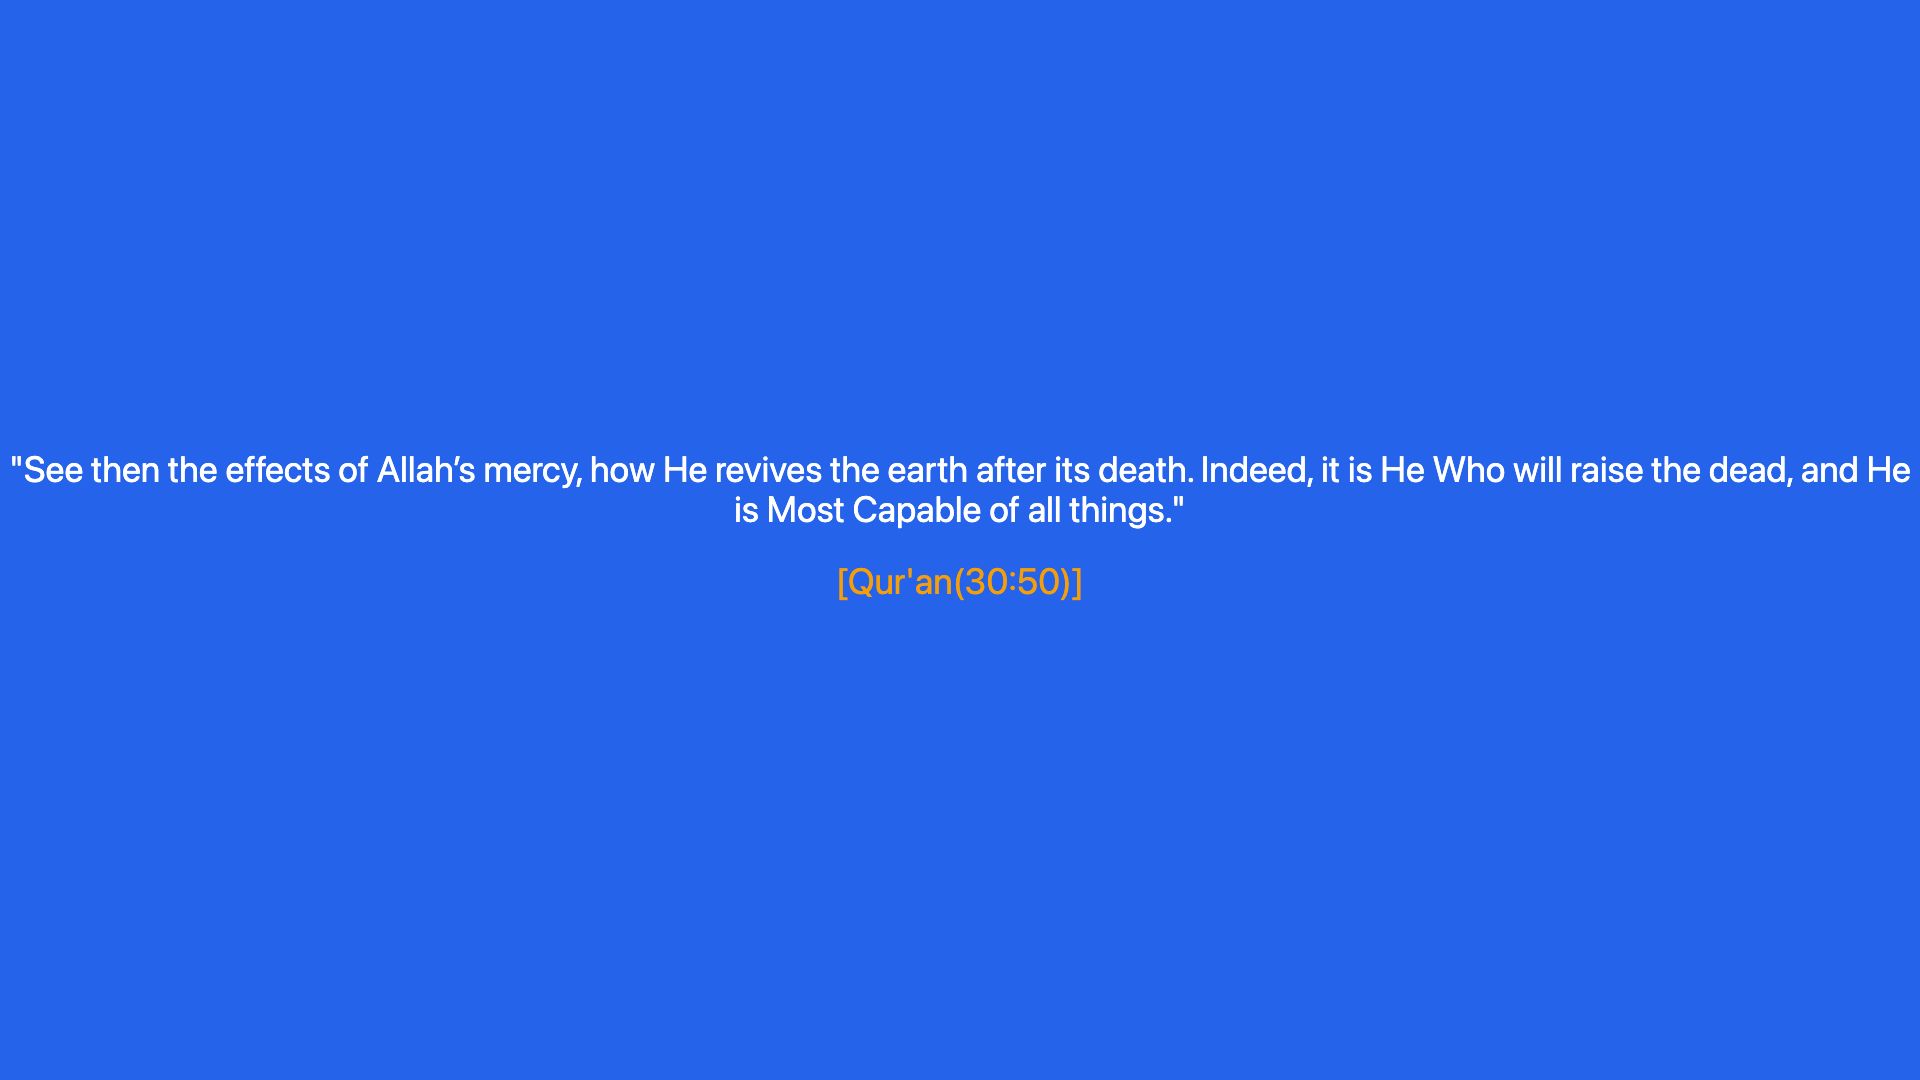 "See then the effects of Allah’s mercy, how He revives the earth after its death. Indeed, it is He Who will raise the dead, and He
is Most Capable of all things."
[Qur'an(30:50)]